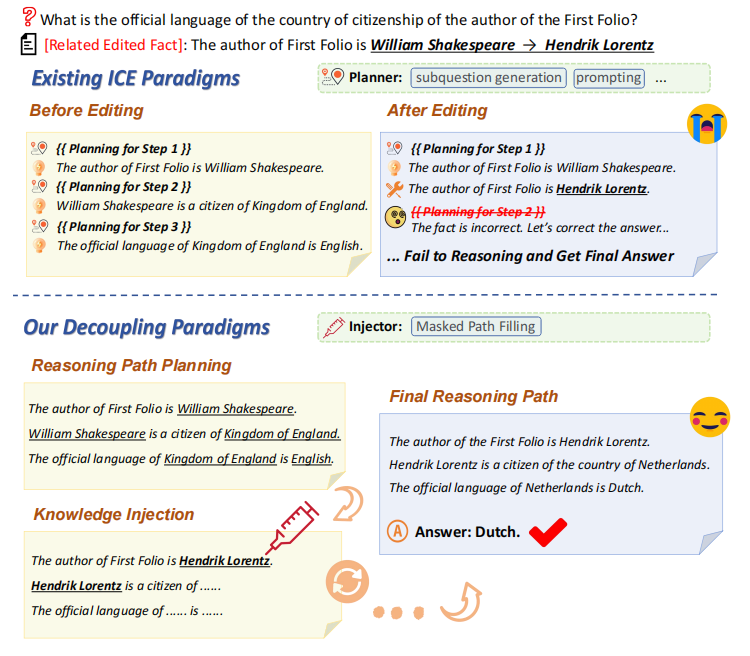 What is the official language of the country of citizenship of the author of the First Folio?
[Related Edited Fact]: The author of First Folio is William Shakespeare → Hendrik Lorentz
Existing ICE Paradigms
Planner: subquestion generation prompting ...
Before Editing
{{ Planning for Step 1 }}
The author of First Folio is William Shakespeare.
{{ Planning for Step 2 }}
William Shakespeare is a citizen of Kingdom of England.
{{ Planning for Step 3 }}
The official language of Kingdom of England is English.
After Editing
{{ Planning for Step 1 }}
The author of First Folio is William Shakespeare.
The author of First Folio is Hendrik Lorentz.
{{ Planning for Step 2 }}
The fact is incorrect. Let's correct the answer...
... Fail to Reasoning and Get Final Answer
Our Decoupling Paradigms
Injector: Masked Path Filling
Reasoning Path Planning
The author of First Folio is William Shakespeare.
William Shakespeare is a citizen of Kingdom of England.
The official language of Kingdom of England is English.
Knowledge Injection
The author of First Folio is Hendrik Lorentz.
Hendrik Lorentz is a citizen of ......
The official language of ...... is ......
Final Reasoning Path
The author of the First Folio is Hendrik Lorentz.
Hendrik Lorentz is a citizen of the country of Netherlands.
The official language of Netherlands is Dutch.
A Answer: Dutch.